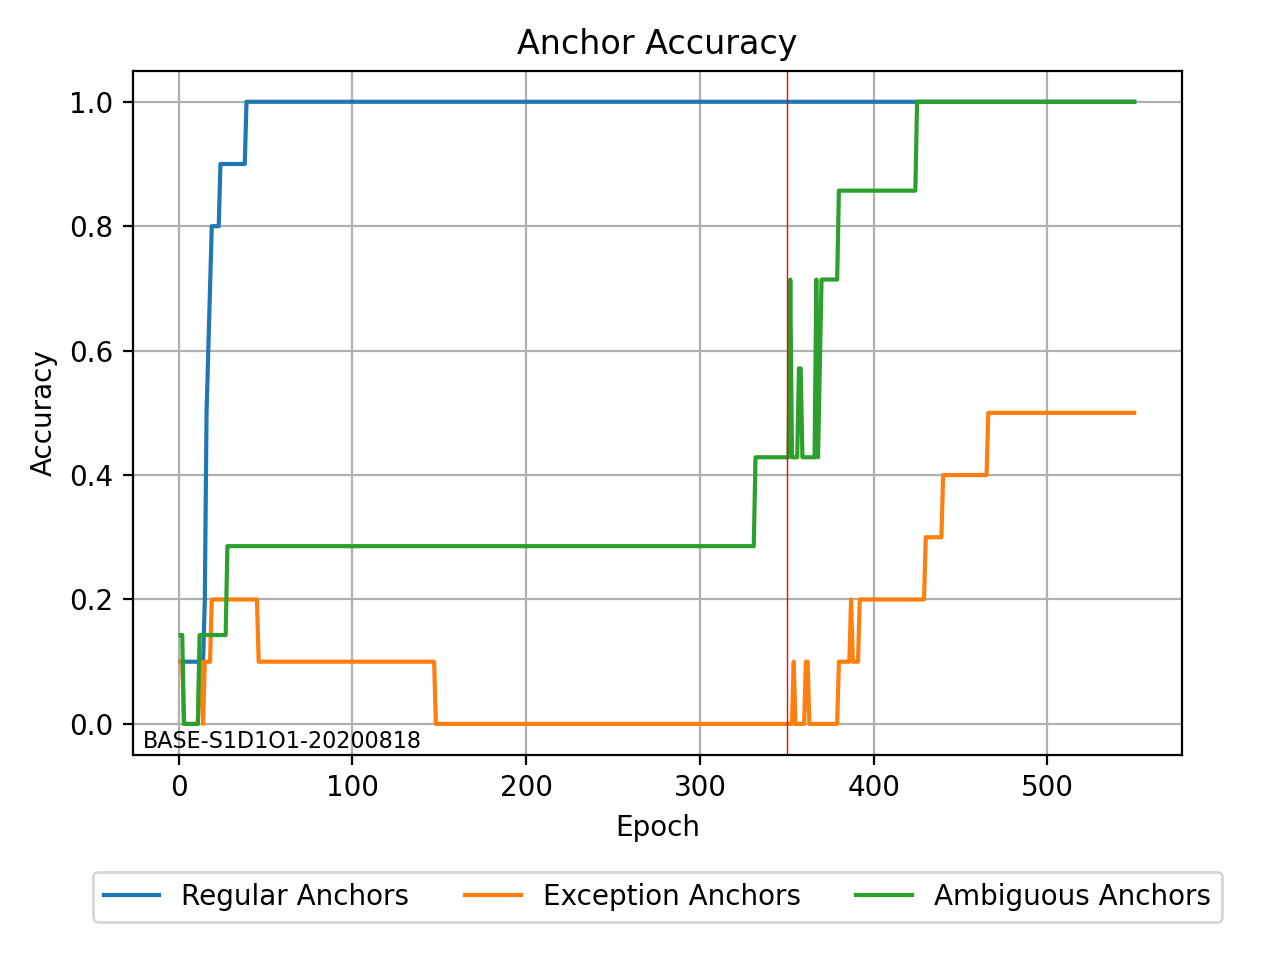 Anchor Accuracy
Accuracy
1.0
0.8
0.6
0.4
0.2
0.0
BASE-S1D1O1-20200818
0 100 200 300 400 500
Epoch
Regular Anchors Exception Anchors Ambiguous Anchors